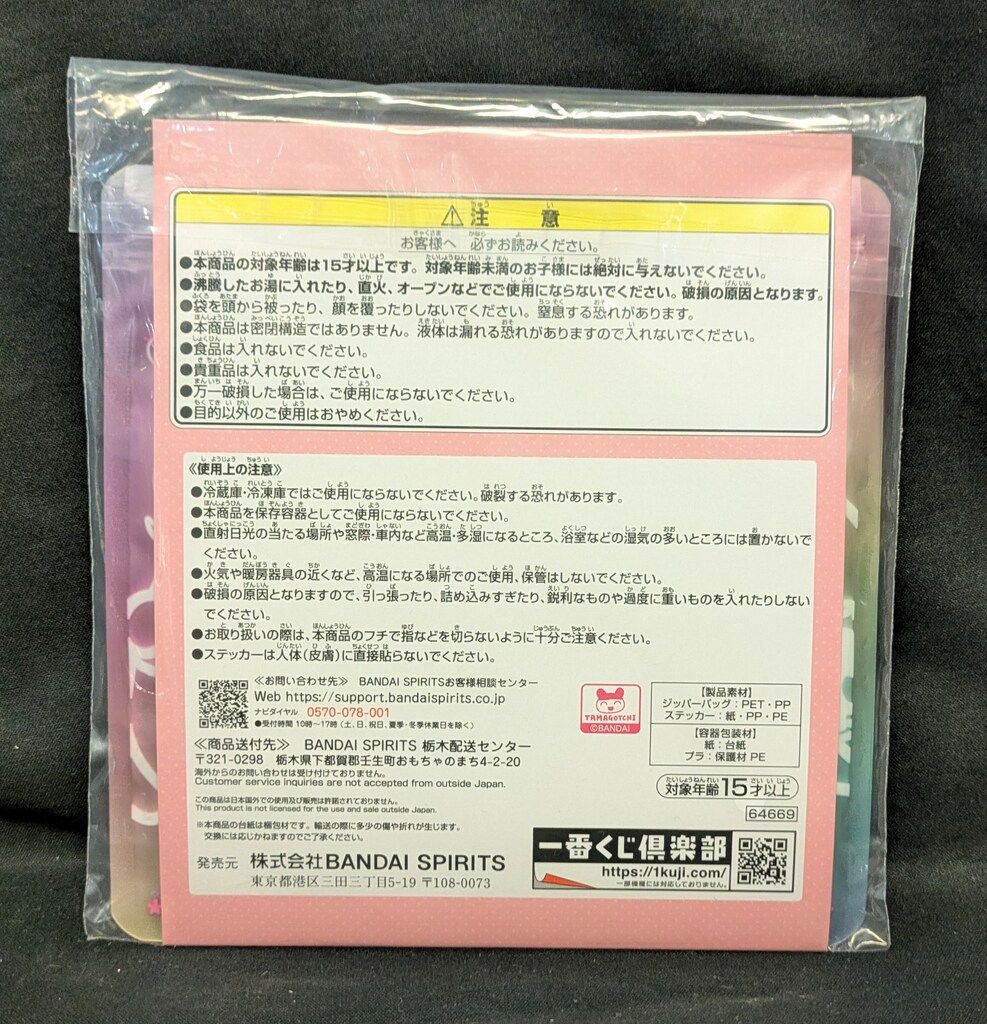 ⚠注 意
お客様へ 必ずお読みください。
●本商品の対象年齢は15才以上です。対象年齢未満のお子様には絶対に与えないでください。
●沸騰したお湯に入れたり、直火、オーブンなどでご使用にならないでください。破損の原因となります。
●袋を頭から被ったり、顔を覆ったりしないでください。窒息する恐れがあります。
●本商品は密閉構造ではありません。液体は漏れる恐れがありますので入れないでください。
●食品は入れないでください。
●貴重品は入れないでください。
●万一破損した場合は、ご使用にならないでください。
●目的以外のご使用はおやめください。
《使用上の注意》
●冷蔵庫・冷凍庫ではご使用にならないでください。破裂する恐れがあります。
●本商品を保存容器としてご使用にならないでください。
●直射日光の当たる場所や窓際・車内など高温・多湿になるところ、浴室などの湿気の多いところには置かないで
ください。
●火気や暖房器具の近くなど、高温になる場所でのご使用、保管はしないでください。
●破損の原因となりますので、引っ張ったり、詰め込みすぎたり、鋭利なものや過度に重いものを入れたりしない
でください。
●お取り扱いの際は、本商品のフチで指などを切らないように十分ご注意ください。
●ステッカーは人体(皮膚)に直接貼らないでください。
≪お問い合わせ先≫ BANDAI SPIRITSお客様相談センター
Web https://support.bandaispirits.co.jp
ナビダイヤル 0570-078-001
●受付時間 10時〜17時(土、日、祝日、夏季・冬季休業日を除く)
≪商品送付先≫ BANDAI SPIRITS 栃木配送センター
〒321-0298 栃木県下都賀郡壬生町おもちゃのまち4-2-20
海外からのお問い合わせは受け付けておりません。
Customer service inquiries are not accepted from outside Japan.
この商品は日本国外での使用及び販売は許諾されておりません。
This product is not licensed for the use and sale outside Japan.
※本商品の台紙は梱包材です。輸送の際に多少の傷や折れが生じます。
交換には応じかねますのでご了承ください。
発売元 株式会社BANDAI SPIRITS
東京都港区三田三丁目5-19 〒108-0073
TAMAGOTCHI
©BANDAI
【製品素材】
ジッパーバッグ：PET・PP
ステッカー：紙・PP・PE
【容器包装材】
紙：台紙
プラ：保護材 PE
対象年齢15才以上
64669
一番くじ倶楽部
https://1kuji.com/
一部機種には対応しておりません。